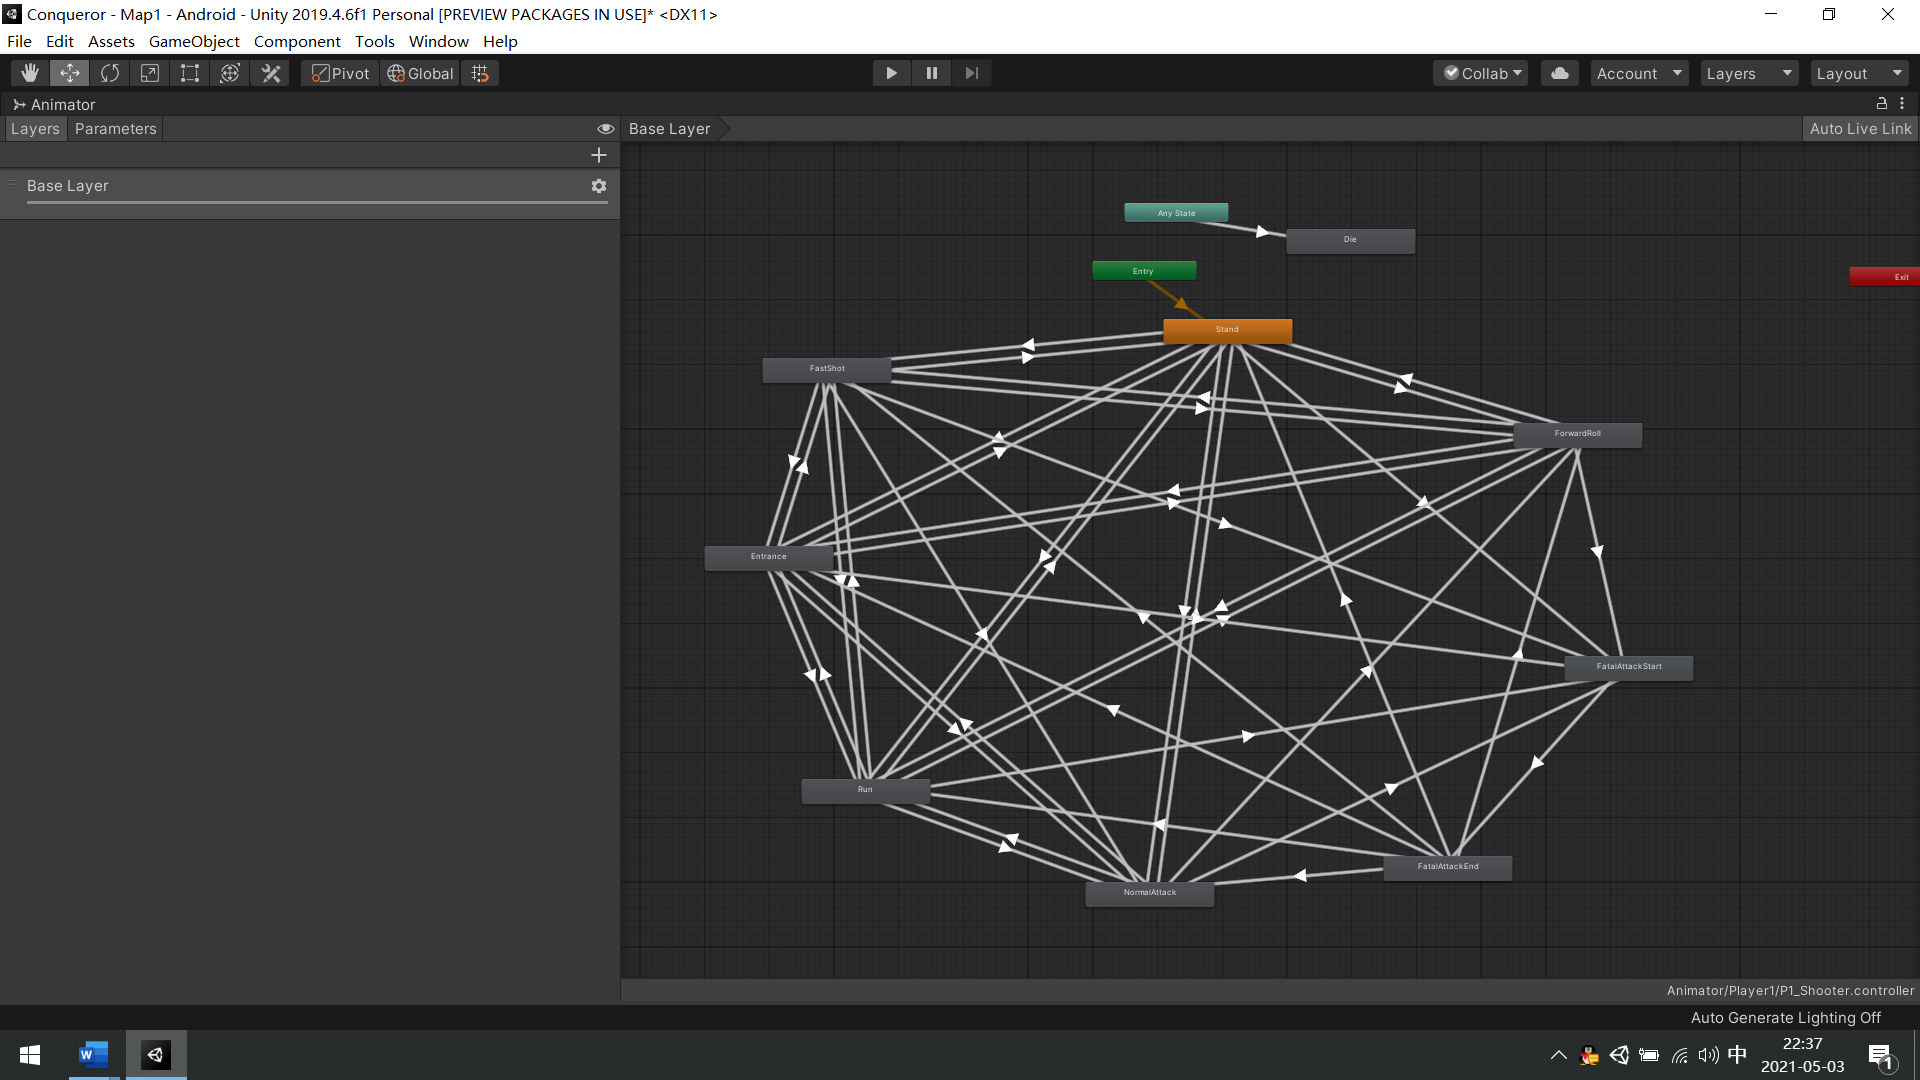 Conqueror - Map1 - Android - Unity 2019.4.6f1 Personal [PREVIEW PACKAGES IN USE]* <DX11>
File Edit Assets GameObject Component Tools Window Help
Pivot Global Collab Account Layers Layout
Animator
Layers Parameters Base Layer Auto Live Link
Base Layer
Any State
Die
Entry
Exit
Stand
FastShot
ForwardRoll
Entrance
FatalAttackStart
Run
FatalAttackEnd
NormalAttack
Animator/Player1/P1_Shooter.controller
Auto Generate Lighting Off
W 中 22:37
2021-05-03
1